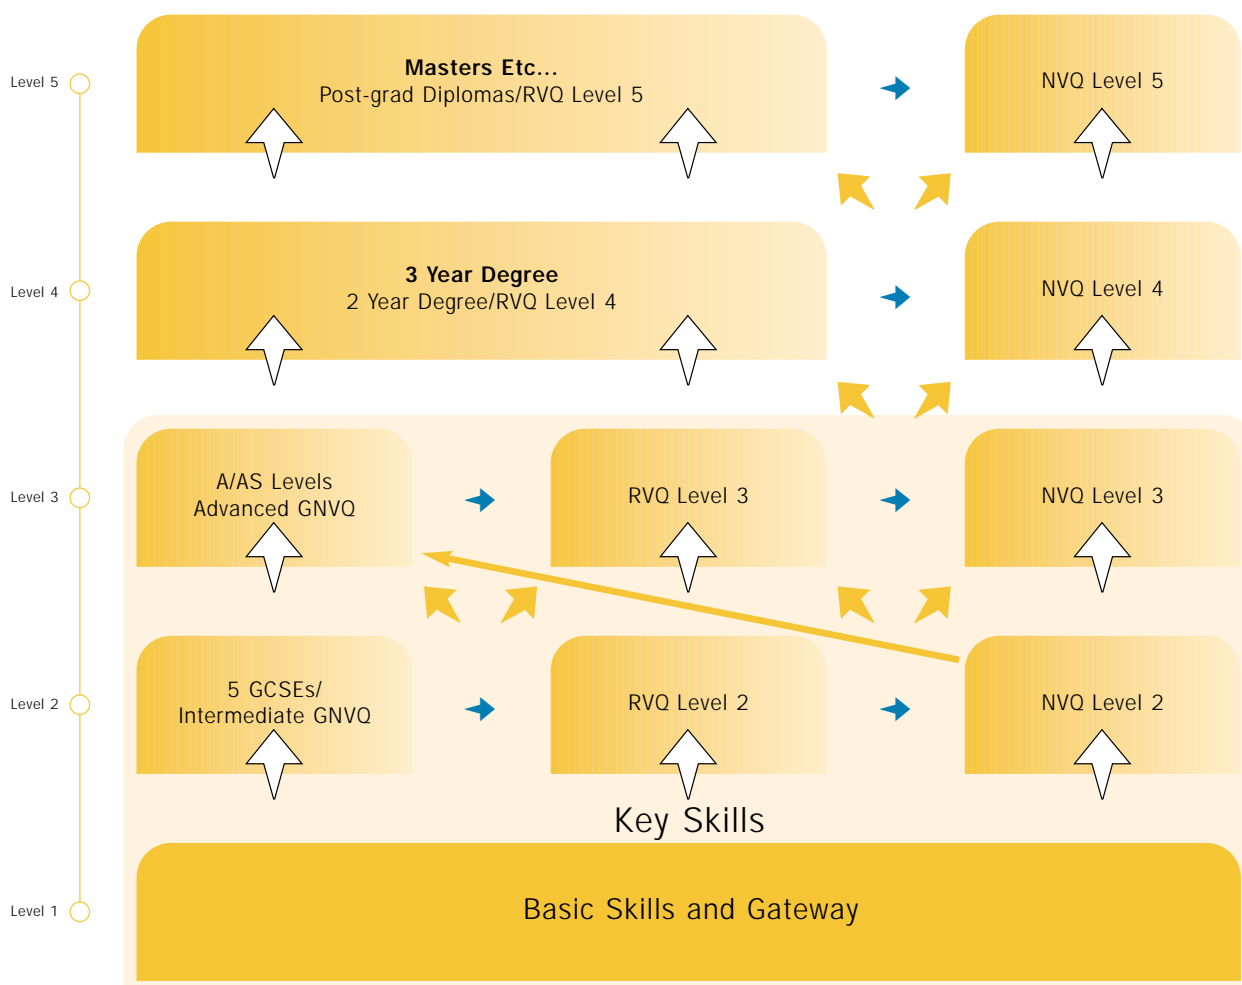 Level 5
Masters Etc...
Post-grad Diplomas/RVQ Level 5
NVQ Level 5
Level 4
3 Year Degree
2 Year Degree/RVQ Level 4
NVQ Level 4
Level 3
A/AS Levels
Advanced GNVQ
RVQ Level 3
NVQ Level 3
Level 2
5 GCSEs/
Intermediate GNVQ
RVQ Level 2
NVQ Level 2
Key Skills
Level 1
Basic Skills and Gateway